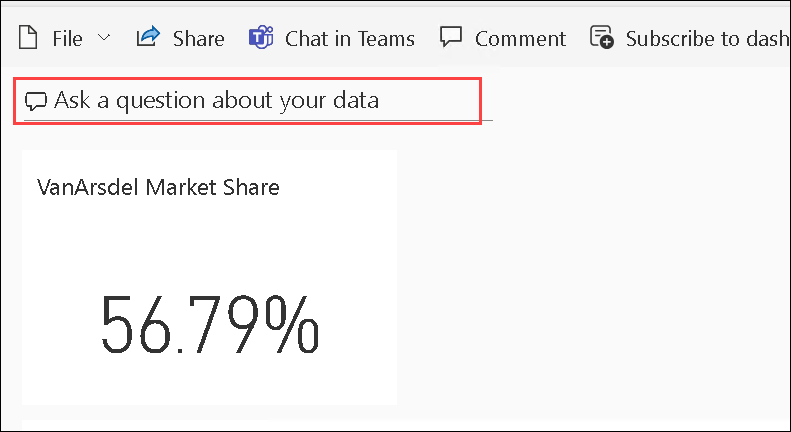 File Share Chat in Teams Comment Subscribe to dash
Ask a question about your data
VanArsdel Market Share
56.79%